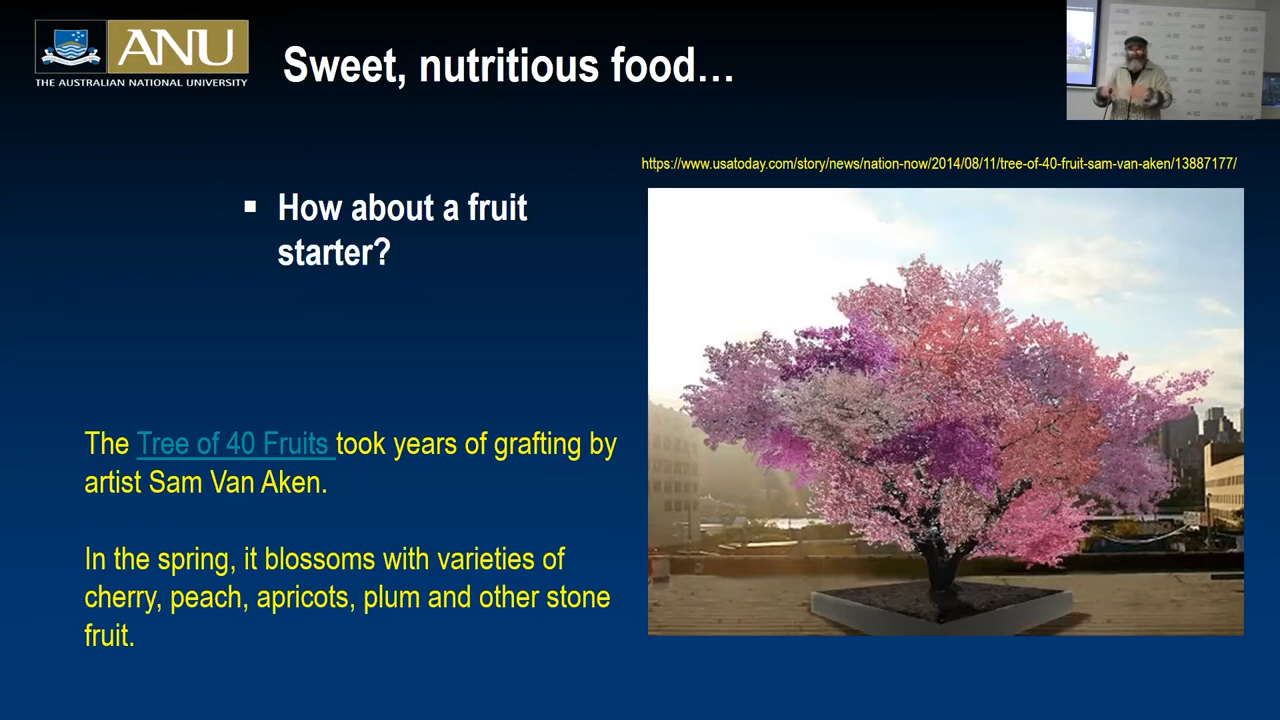 ANU
THE AUSTRALIAN NATIONAL UNIVERSITY
Sweet, nutritious food…
https://www.usatoday.com/story/news/nation-now/2014/08/11/tree-of-40-fruit-sam-van-aken/13887177/
▪ How about a fruit
starter?
The Tree of 40 Fruits took years of grafting by
artist Sam Van Aken.
In the spring, it blossoms with varieties of
cherry, peach, apricots, plum and other stone
fruit.